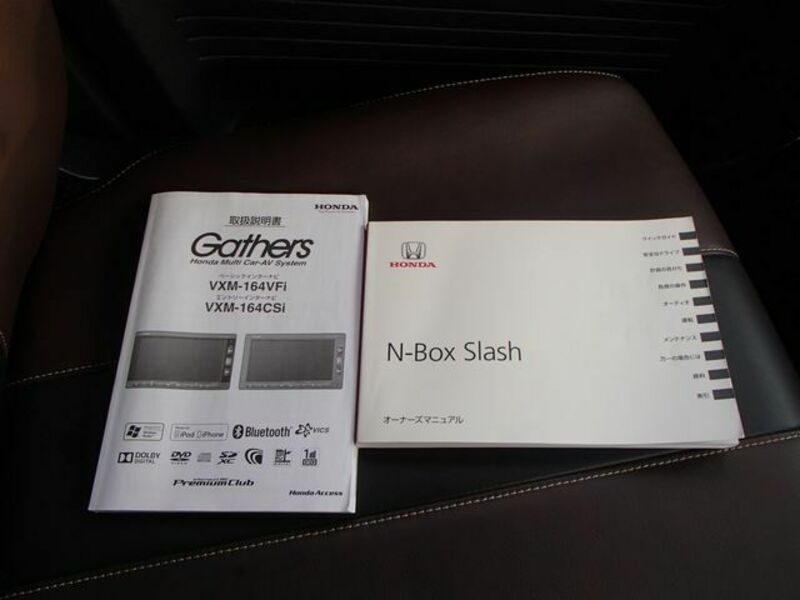 HONDA
取扱説明書
Gathers
Honda Multi Car-AV System
ベーシックインターナビ
VXM-164VFi
エントリーインターナビ
VXM-164CSi
iPod iPhone
Bluetooth
VICS
DOLBY DIGITAL
DVD VIDEO
SD XC
PremiumClub
Honda Access
HONDA
N-Box Slash
オーナーズマニュアル
クイックガイド
安全なドライブ
計器の見かた
各部の操作
オーディオ
運転
メンテナンス
万一の場合には
資料
索引